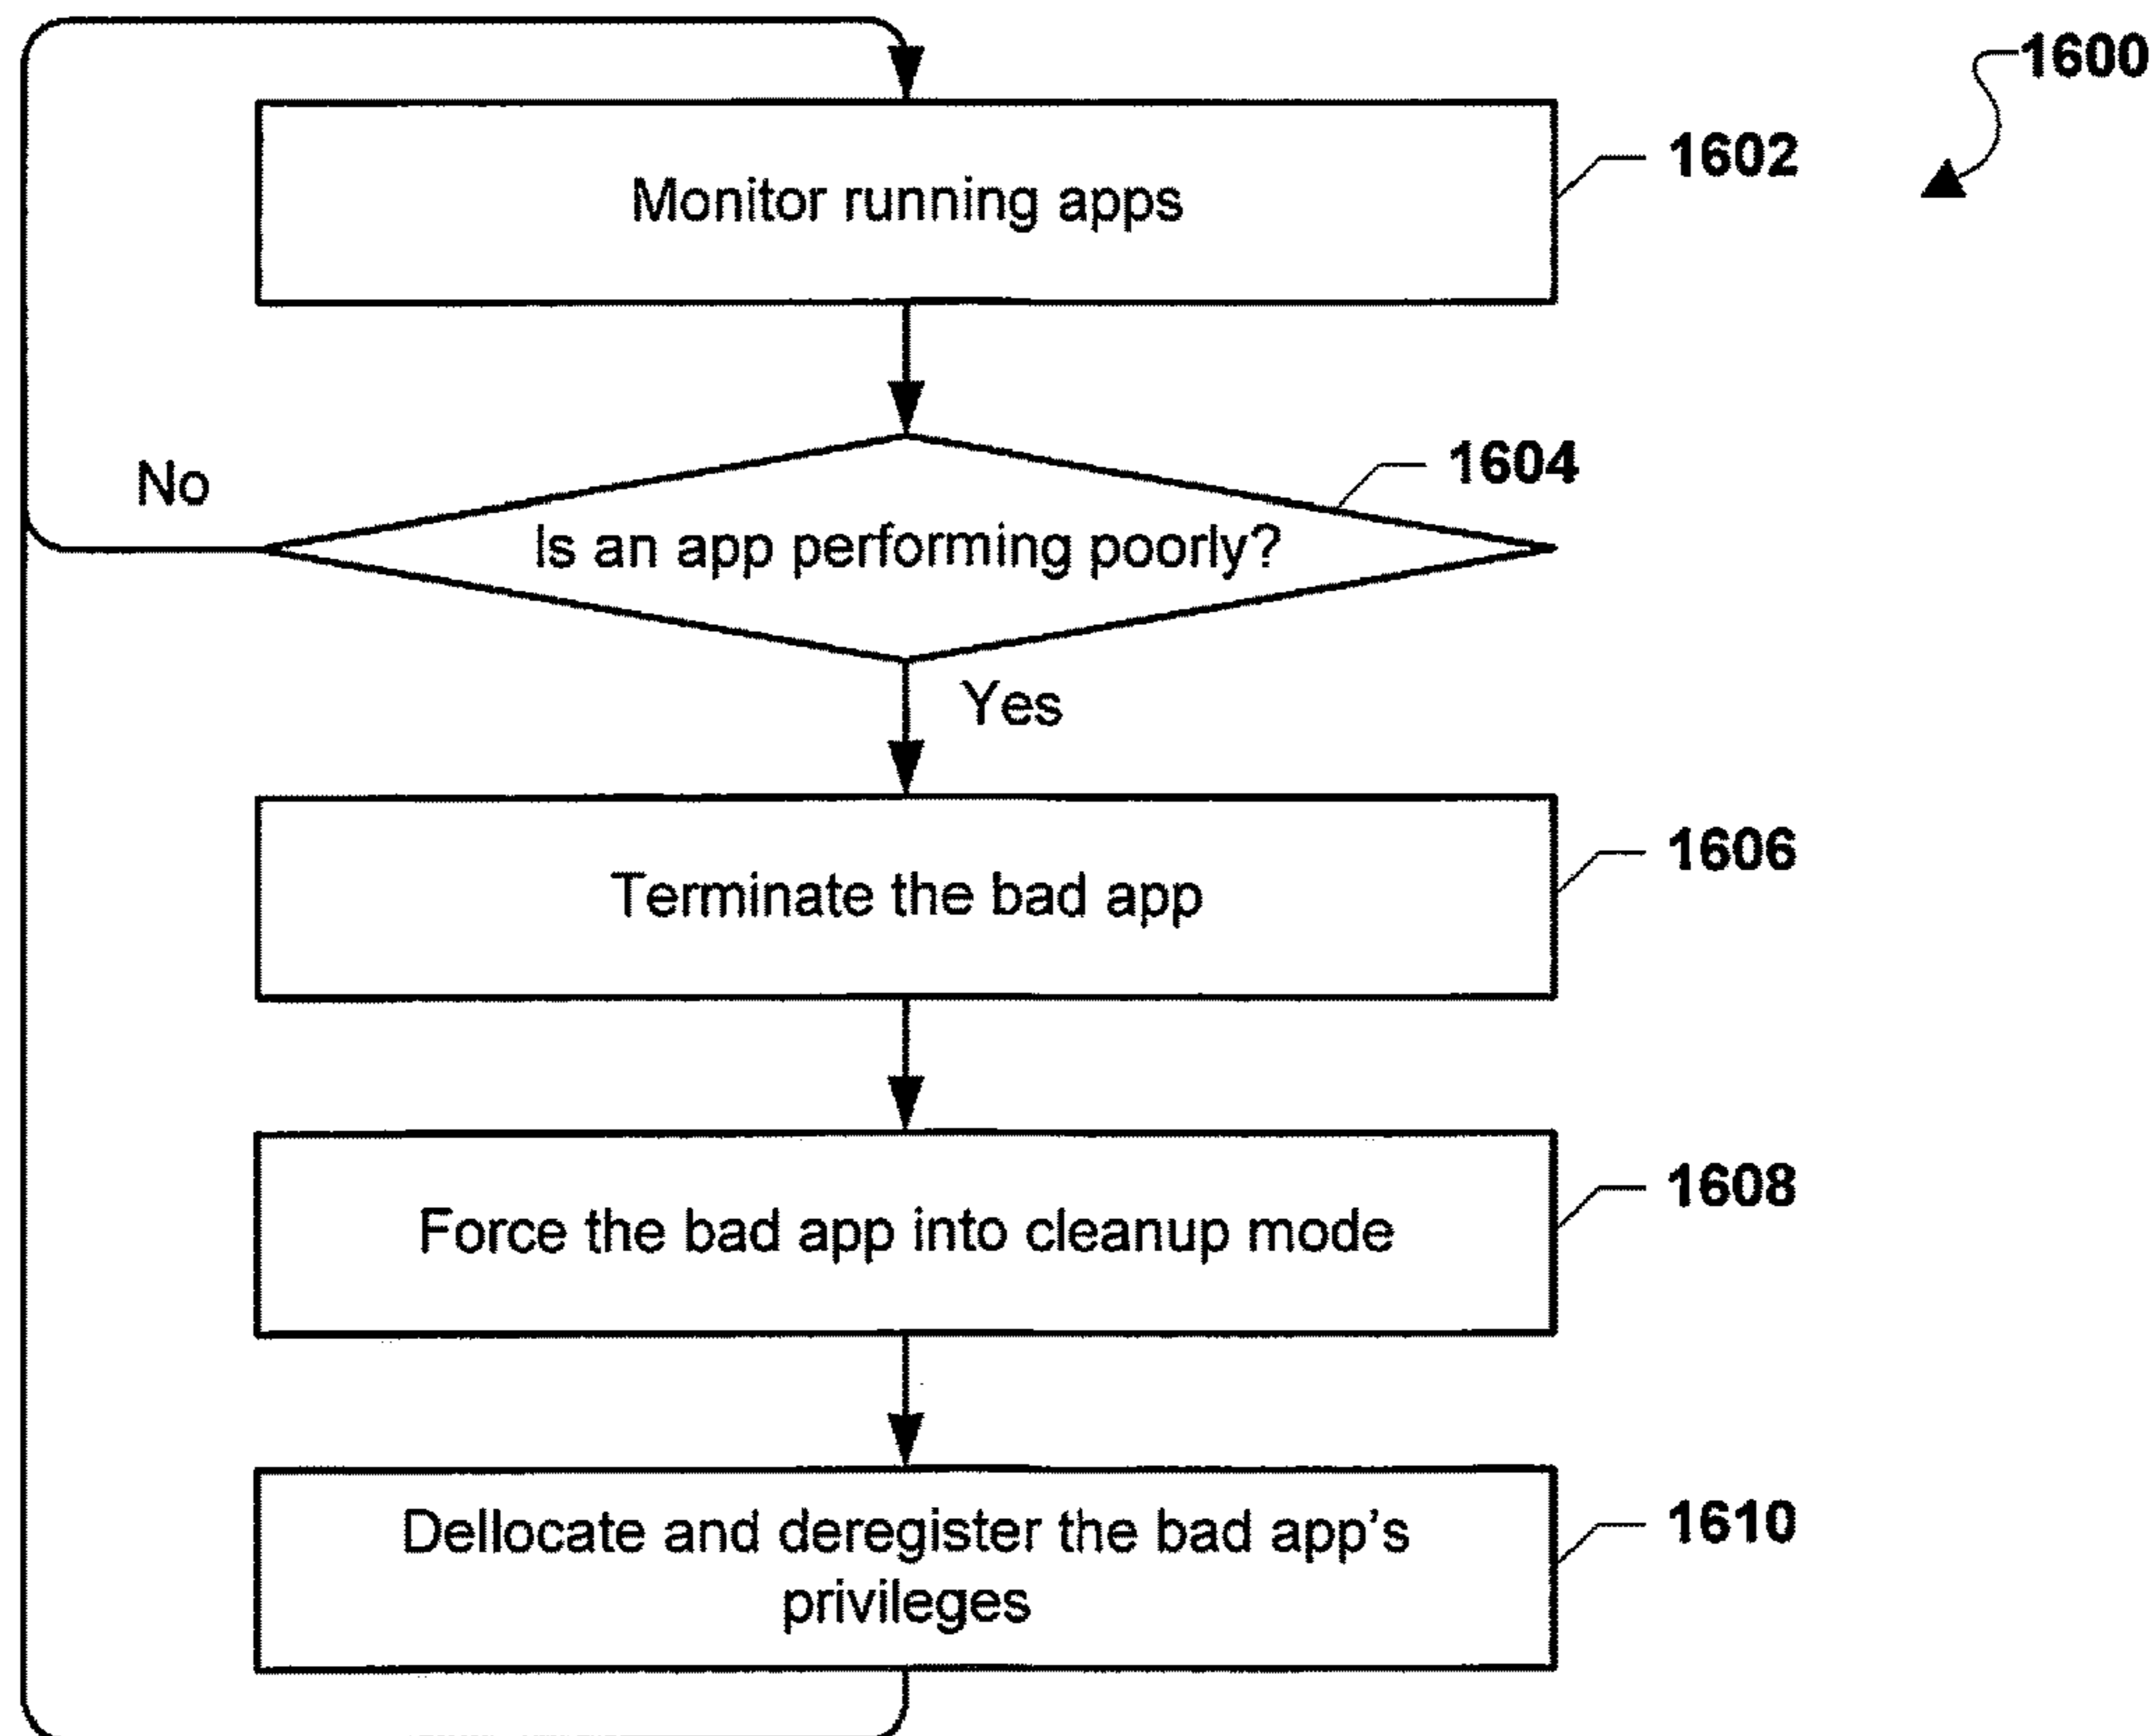 1600
Monitor running apps
1602
1604
No
Is an app performing poorly?
Yes
Terminate the bad app
1606
Force the bad app into cleanup mode
1608
Dellocate and deregister the bad app's
privileges
1610